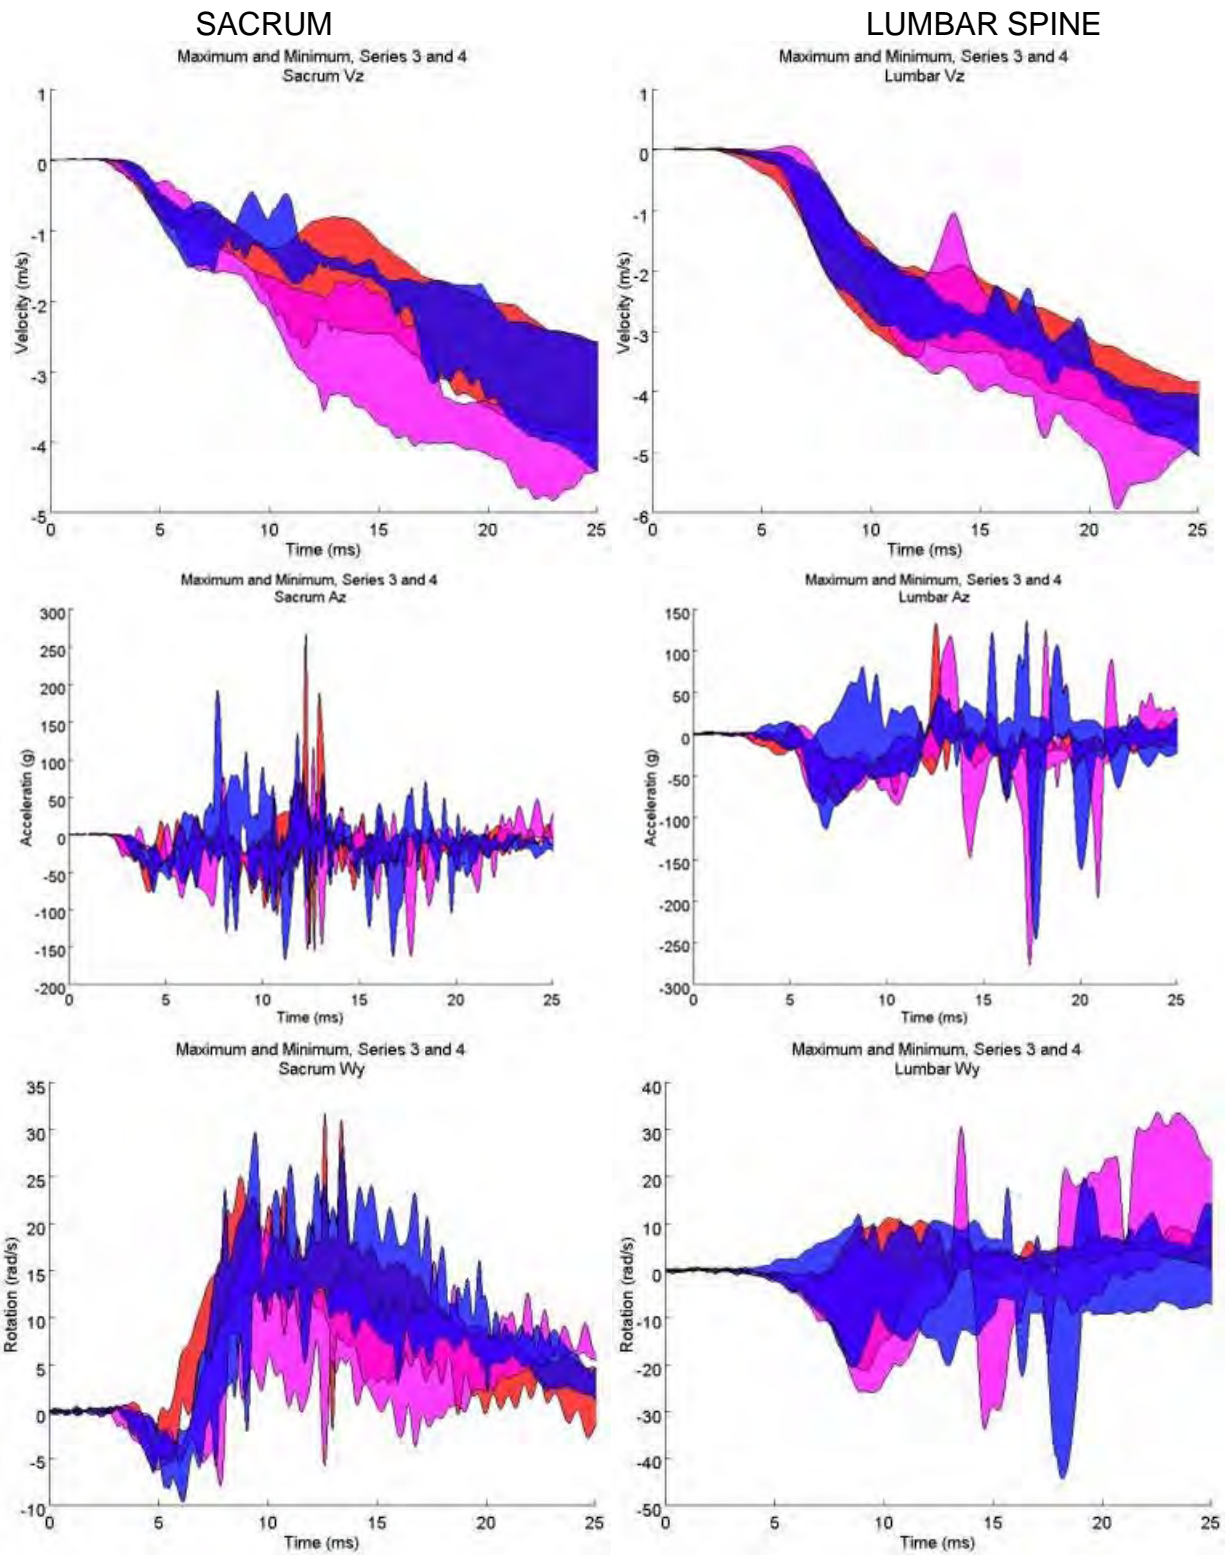 SACRUM
LUMBAR SPINE
Maximum and Minimum, Series 3 and 4
Sacrum Vz
1
0
-1
-2
-3
-4
-5
Velocity (m/s)
0 5 10 15 20 25
Time (ms)
Maximum and Minimum, Series 3 and 4
Lumbar Vz
1
0
-1
-2
-3
-4
-5
-6
Velocity (m/s)
0 5 10 15 20 25
Time (ms)
Maximum and Minimum, Series 3 and 4
Sacrum Az
300
250
200
150
100
50
0
-50
-100
-150
-200
Acceleratin (g)
0 5 10 15 20 25
Time (ms)
Maximum and Minimum, Series 3 and 4
Lumbar Az
150
100
50
0
-50
-100
-150
-200
-250
-300
Acceleratin (g)
0 5 10 15 20 25
Time (ms)
Maximum and Minimum, Series 3 and 4
Sacrum Wy
35
30
25
20
15
10
5
0
-5
-10
Rotation (rad/s)
0 5 10 15 20 25
Time (ms)
Maximum and Minimum, Series 3 and 4
Lumbar Wy
40
30
20
10
0
-10
-20
-30
-40
-50
Rotation (rad/s)
0 5 10 15 20 25
Time (ms)